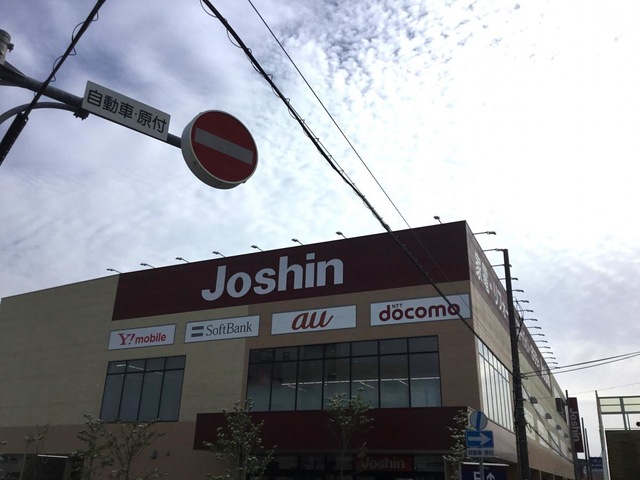 自動車・原付
Joshin
Y!mobile
SoftBank
au
NTT
docomo
Joshin